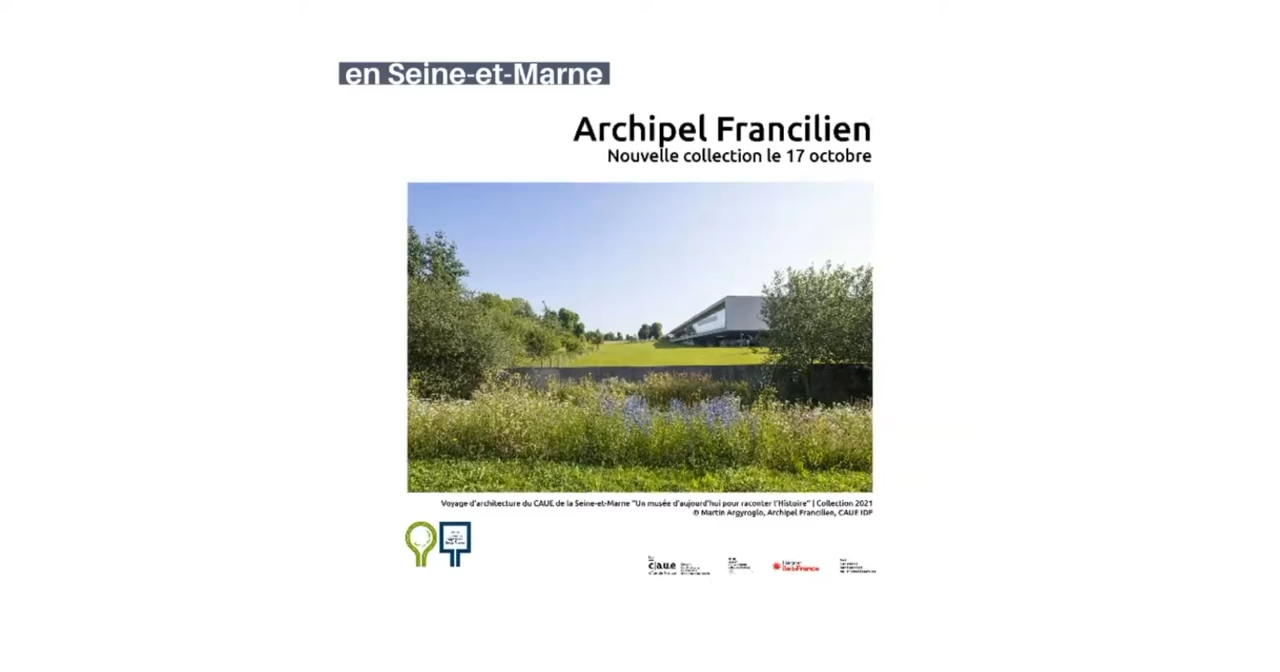 en Seine-et-Marne
Archipel Francilien
Nouvelle collection le 17 octobre
Voyage d'architecture du CAUE de la Seine-et-Marne "Un musée d'aujourd'hui pour raconter l'Histoire" | Collection 2021
© Martin Argyroglo, Archipel Francilien, CAUE IDF
c|aue
îledeFrance